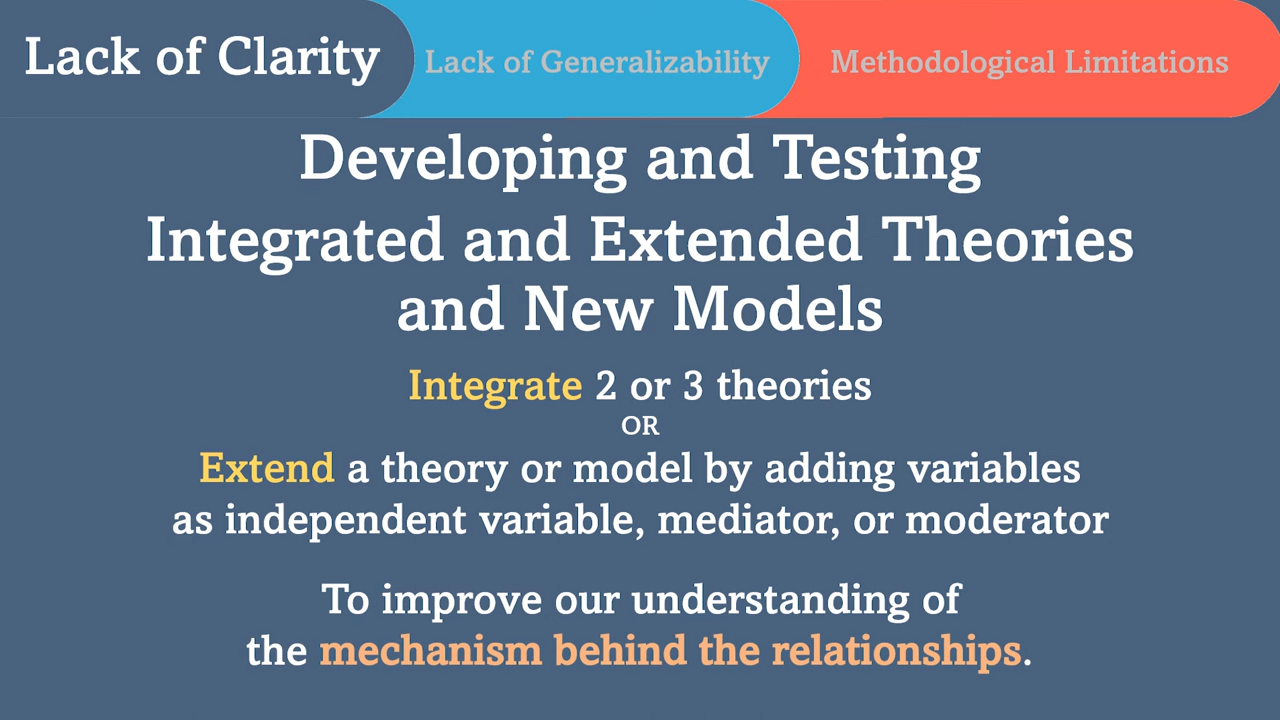 Lack of Clarity
Lack of Generalizability
Methodological Limitations
Developing and Testing
Integrated and Extended Theories
and New Models
Integrate 2 or 3 theories
OR
Extend a theory or model by adding variables
as independent variable, mediator, or moderator
To improve our understanding of
the mechanism behind the relationships.